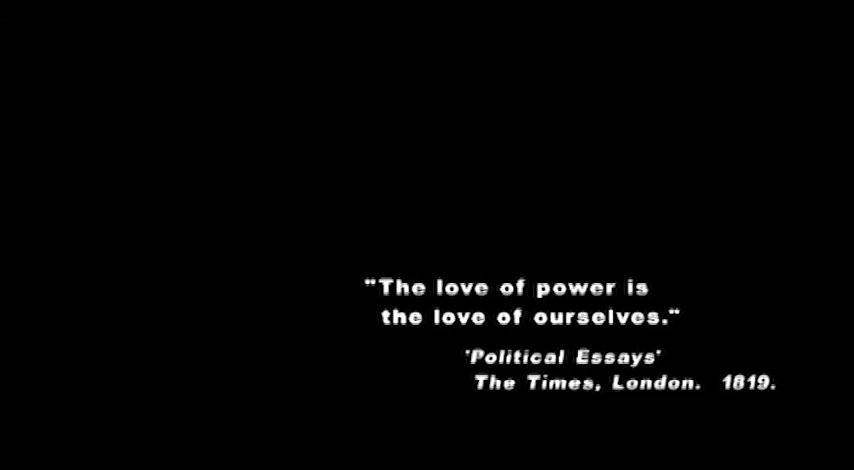 "The love of power is
the love of ourselves."
'Political Essays'
The Times, London. 1819.